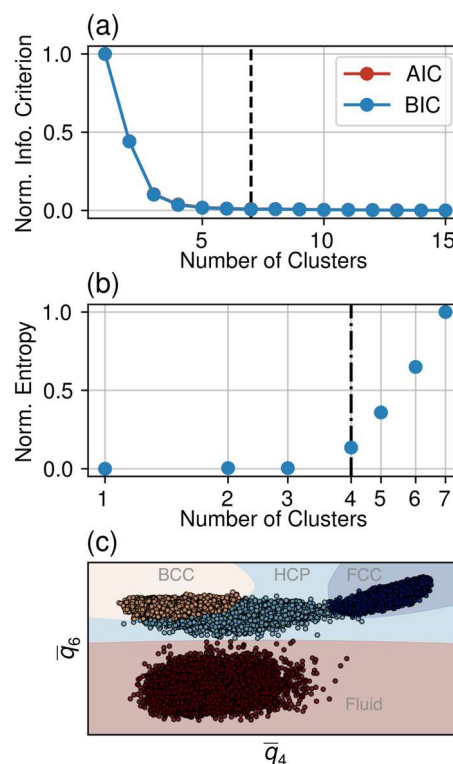 (a)
1.0
0.5
0.0
Norm. Info. Criterion
AIC
BIC
5 10 15
Number of Clusters
(b)
1.0
0.5
0.0
Norm. Entropy
1 2 3 4 5 6 7
Number of Clusters
(c)
BCC HCP FCC
Fluid
q̅6
q̅4